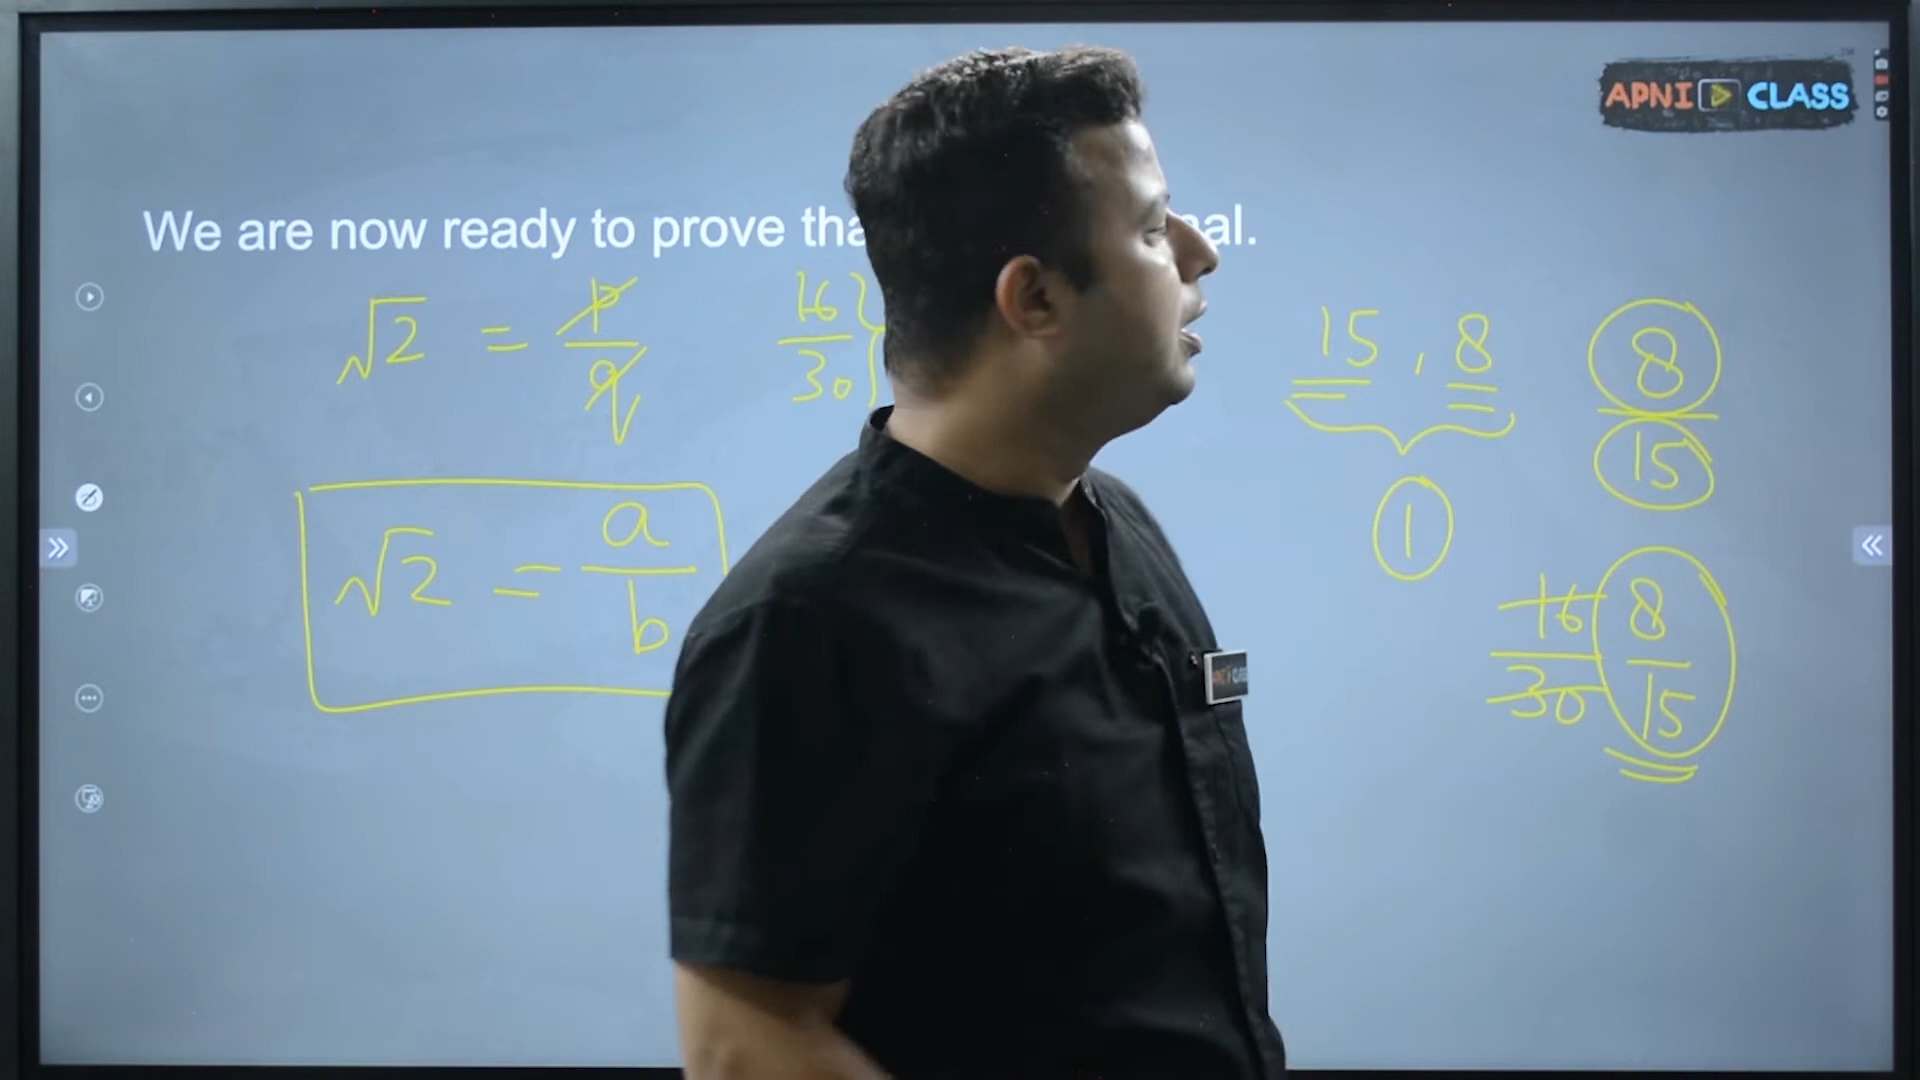 APNI CLASS
We are now ready to prove tha nal.
√2 = p/q
16/30
15, 8
8/15
1
√2 = a/b
16/30 8/15